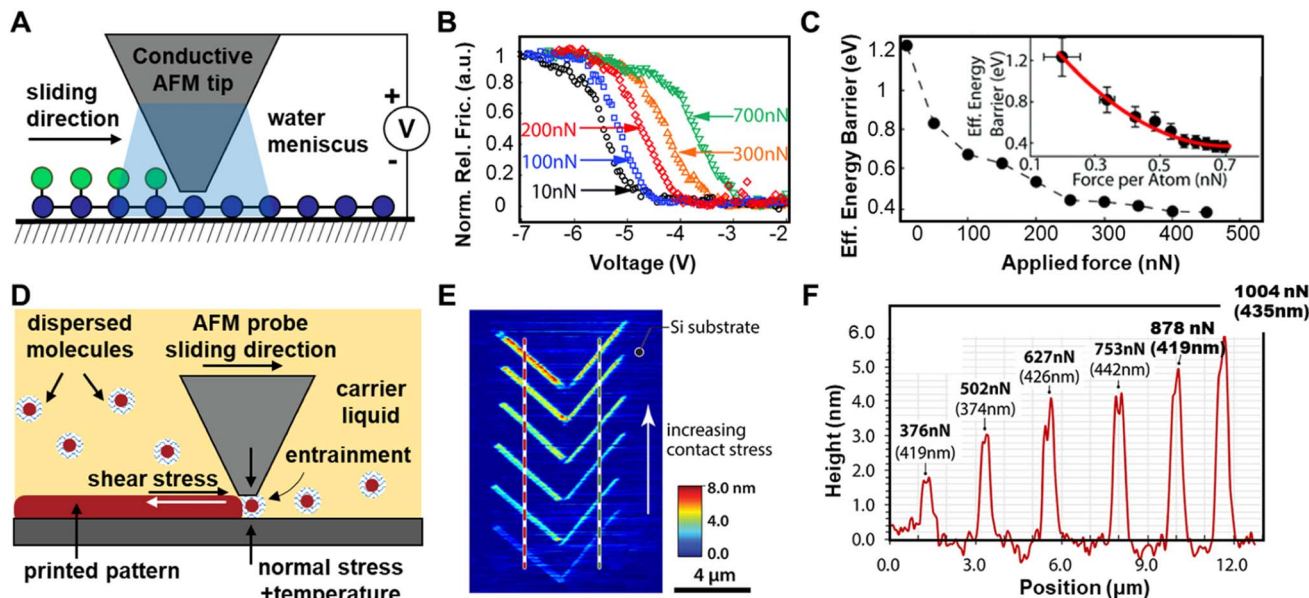 A
Conductive
AFM tip
sliding
direction
water
meniscus
+
V
-
B
Norm. Rel. Fric. (a.u.)
1
0.8
0.6
0.4
0.2
0
700nN
200nN
300nN
100nN
10nN
-7
-6
-5
-4
-3
-2
Voltage (V)
C
Eff. Energy Barrier (eV)
1.2
1
0.8
0.6
0.4
Eff. Energy
Barrier (eV)
1.2
0.8
0.4
0.1
0.3
0.5
0.7
Force per Atom (nN)
0
100
200
300
400
500
Applied force (nN)
D
dispersed
molecules
AFM probe
sliding direction
carrier
liquid
entrainment
shear stress
printed pattern
normal stress
+temperature
E
Si substrate
increasing
contact stress
8.0 nm
4.0
0.0
4 µm
F
Height (nm)
6.0
5.0
4.0
3.0
2.0
1.0
0.0
376nN
(419nm)
502nN
(374nm)
627nN
(426nm)
753nN
(442nm)
878 nN
(419nm)
1004 nN
(435nm)
0.0
3.0
6.0
9.0
12.0
Position (µm)